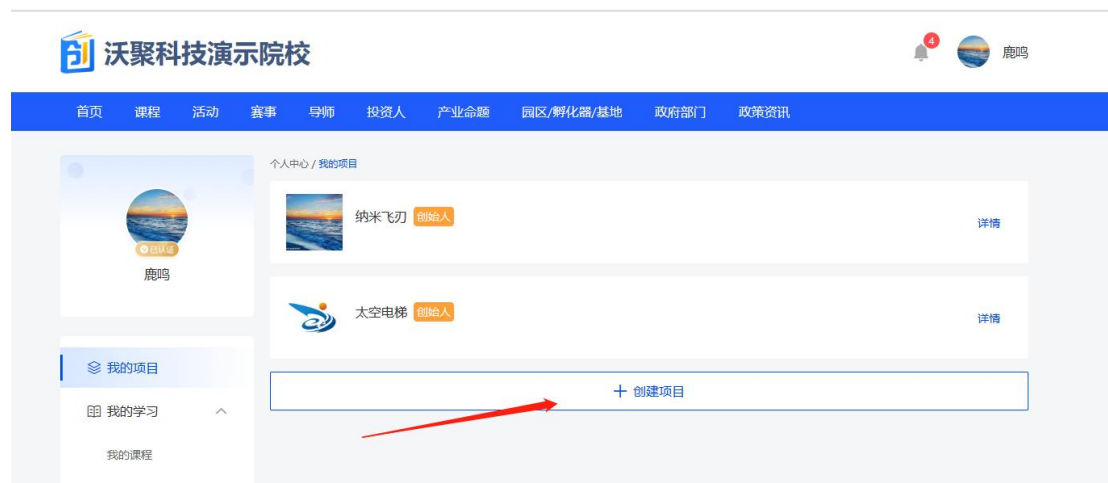 创 沃聚科技演示院校
4
鹿鸣
首页 课程 活动 赛事 导师 投资人 产业命题 园区/孵化器/基地 政府部门 政策资讯
个人中心 / 我的项目
已认证
鹿鸣
纳米飞刃 创始人
详情
太空电梯 创始人
详情
我的项目
+ 创建项目
我的学习
我的课程